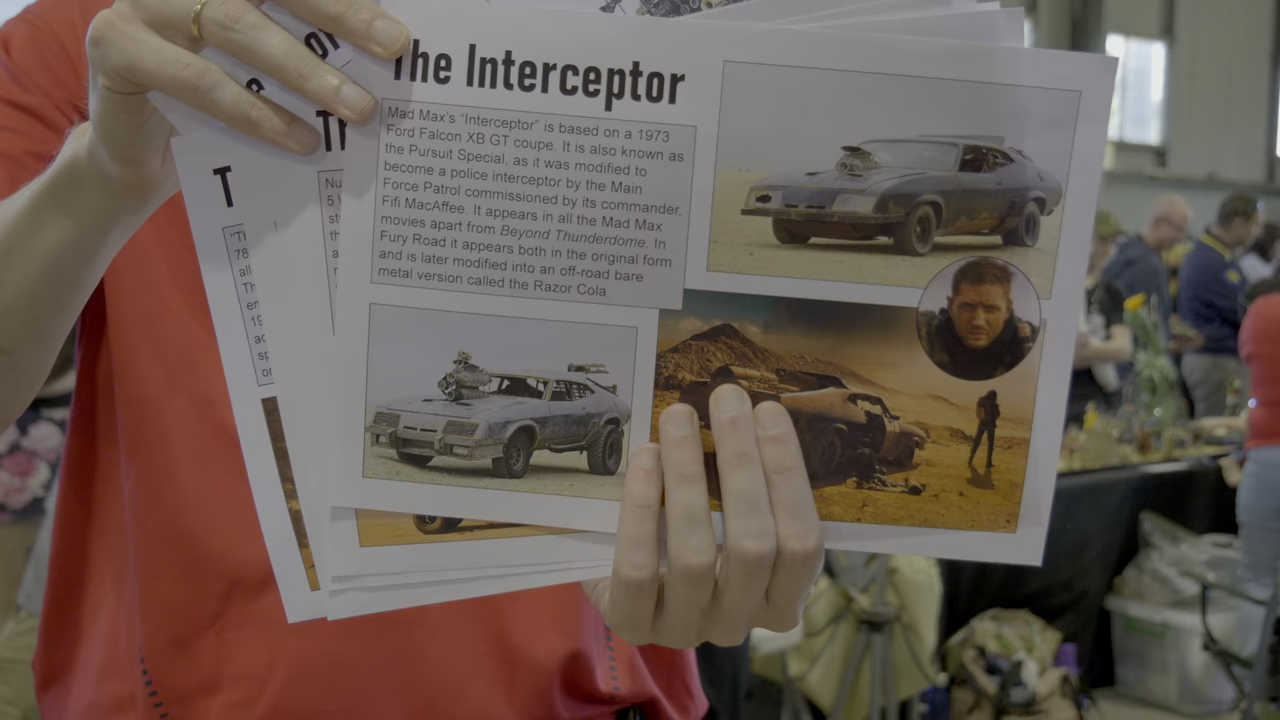 The Interceptor
Mad Max's "Interceptor" is based on a 1973
Ford Falcon XB GT coupe. It is also known as
the Pursuit Special, as it was modified to
become a police interceptor by the Main
Force Patrol commissioned by its commander,
Fifi MacAffee. It appears in all the Mad Max
movies apart from Beyond Thunderdome. In
Fury Road it appears both in the original form
and is later modified into an off-road bare
metal version called the Razor Cola.
T
78